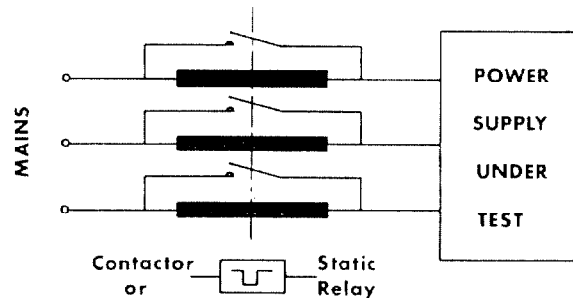 MAINS
POWER
SUPPLY
UNDER
TEST
Contactor
or
Static
Relay